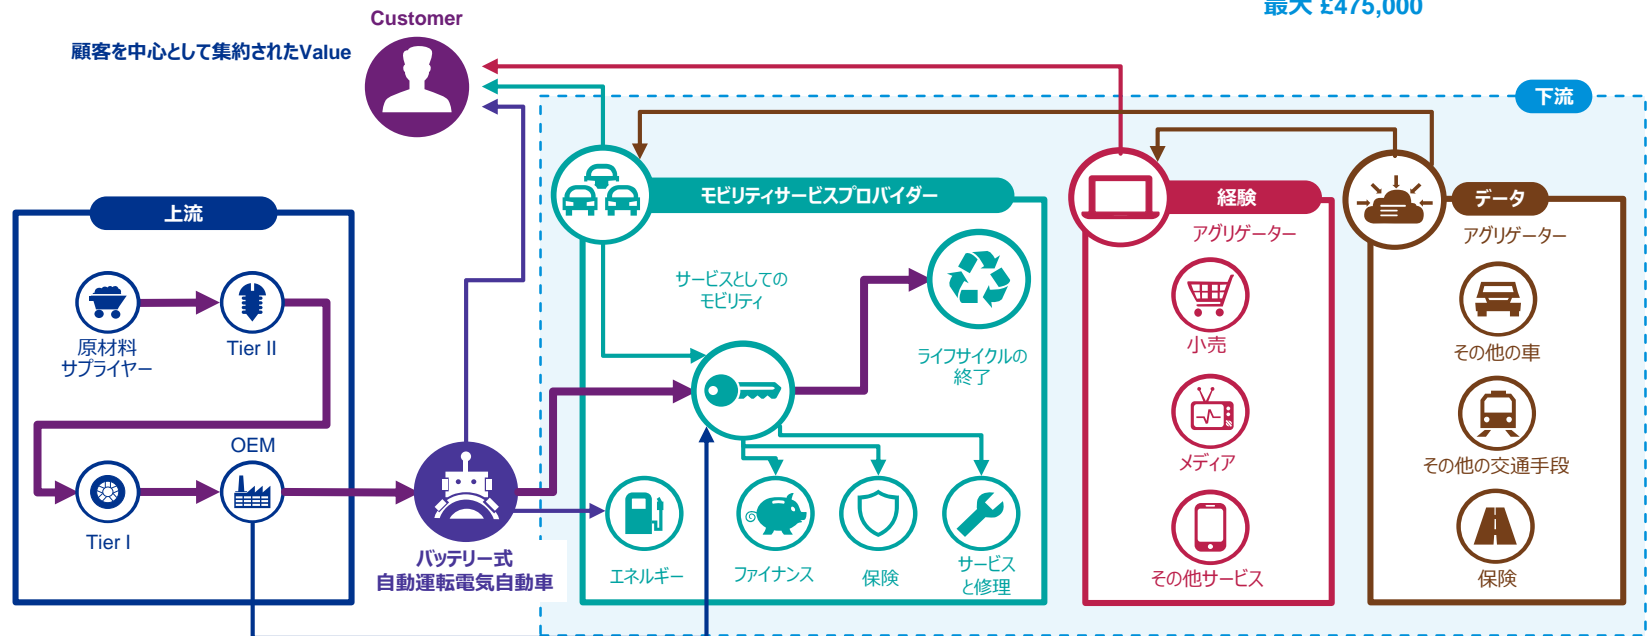 最大 £475,000
Customer
顧客を中心として集約されたValue
下流
上流
モビリティサービスプロバイダー
経験
データ
アグリゲーター
アグリゲーター
サービスとしての
モビリティ
原材料
サプライヤー
Tier II
ライフサイクルの
終了
小売
その他の車
OEM
メディア
その他の交通手段
Tier I
バッテリー式
自動運転電気自動車
エネルギー
ファイナンス
保険
サービス
と修理
その他サービス
保険